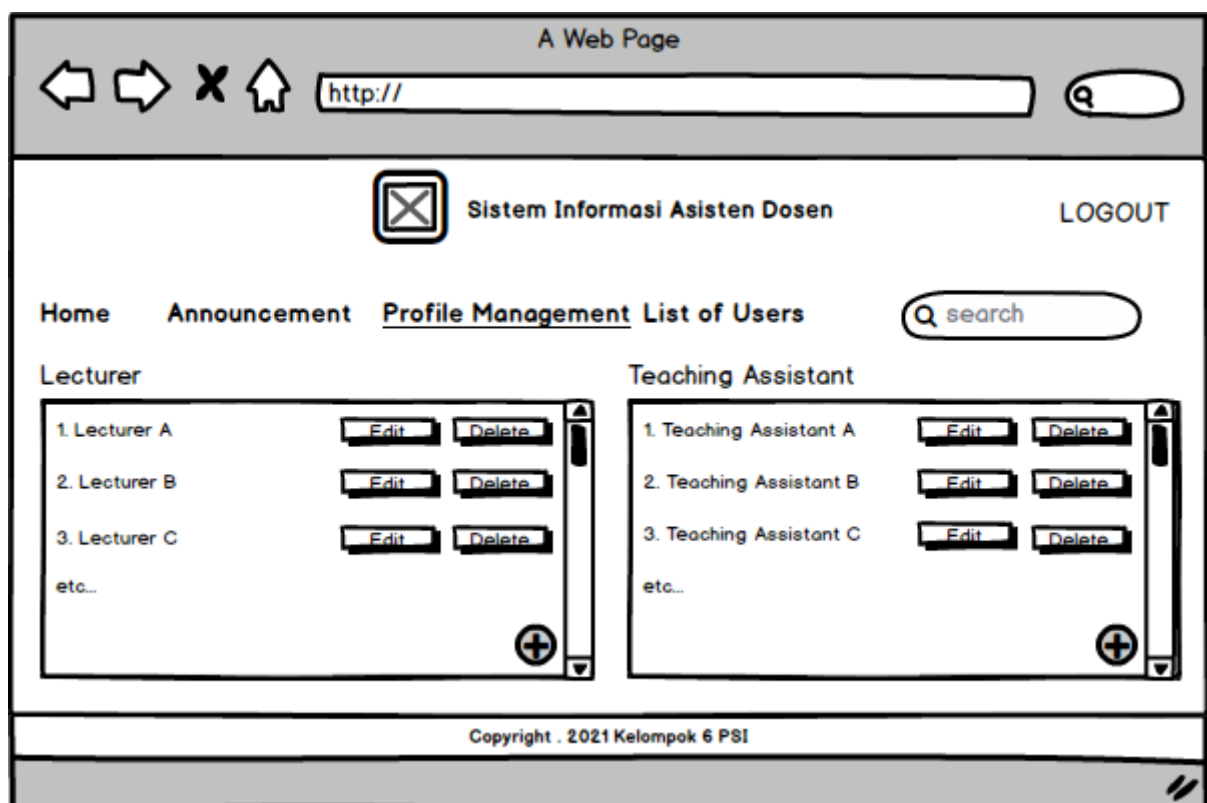 A Web Page
http://
Sistem Informasi Asisten Dosen
LOGOUT
Home Announcement Profile Management List of Users search
Lecturer
1. Lecturer A Edit Delete
2. Lecturer B Edit Delete
3. Lecturer C Edit Delete
etc...
Teaching Assistant
1. Teaching Assistant A Edit Delete
2. Teaching Assistant B Edit Delete
3. Teaching Assistant C Edit Delete
etc...
Copyright . 2021 Kelompok 6 PSI